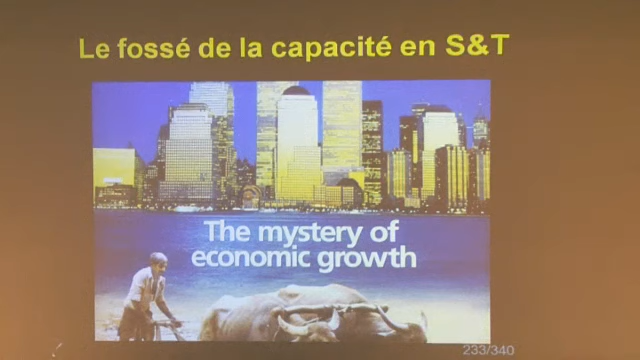 Le fossé de la capacité en S&T
The mystery of
economic growth
233/340